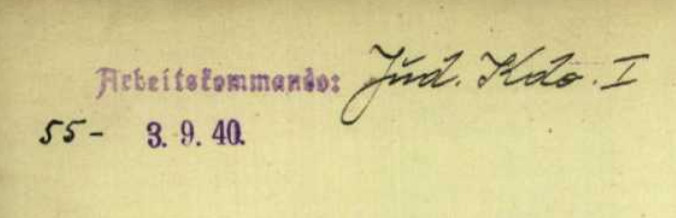 Arbeitskommando: Jüd. Kdo. I
55- 3. 9. 40.